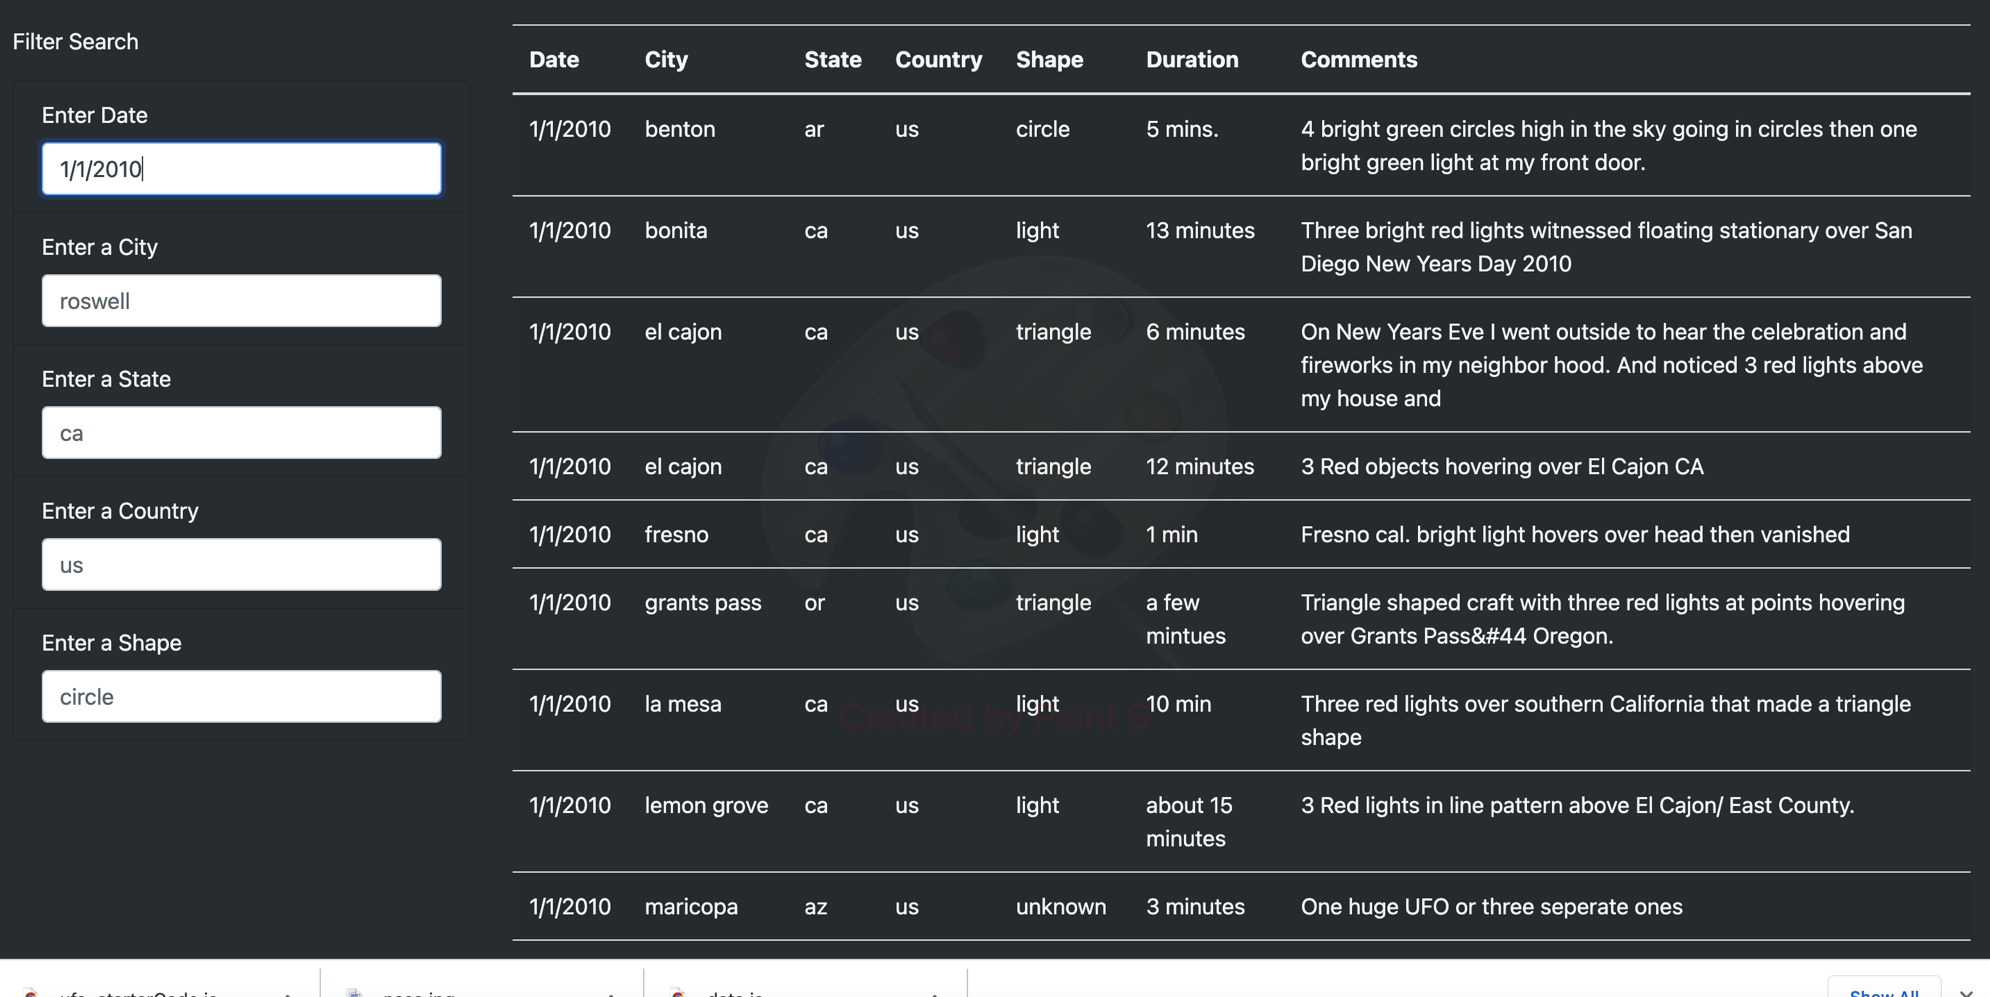 Filter Search
Enter Date
1/1/2010
Enter a City
roswell
Enter a State
ca
Enter a Country
us
Enter a Shape
circle
Date City State Country Shape Duration Comments
1/1/2010 benton ar us circle 5 mins. 4 bright green circles high in the sky going in circles then one
bright green light at my front door.
1/1/2010 bonita ca us light 13 minutes Three bright red lights witnessed floating stationary over San
Diego New Years Day 2010
1/1/2010 el cajon ca us triangle 6 minutes On New Years Eve I went outside to hear the celebration and
fireworks in my neighbor hood. And noticed 3 red lights above
my house and
1/1/2010 el cajon ca us triangle 12 minutes 3 Red objects hovering over El Cajon CA
1/1/2010 fresno ca us light 1 min Fresno cal. bright light hovers over head then vanished
1/1/2010 grants pass or us triangle a few Triangle shaped craft with three red lights at points hovering
mintues over Grants Pass&#44 Oregon.
1/1/2010 la mesa ca us light 10 min Three red lights over southern California that made a triangle
shape
Created by Paint S
1/1/2010 lemon grove ca us light about 15 3 Red lights in line pattern above El Cajon/ East County.
minutes
1/1/2010 maricopa az us unknown 3 minutes One huge UFO or three seperate ones
Show All